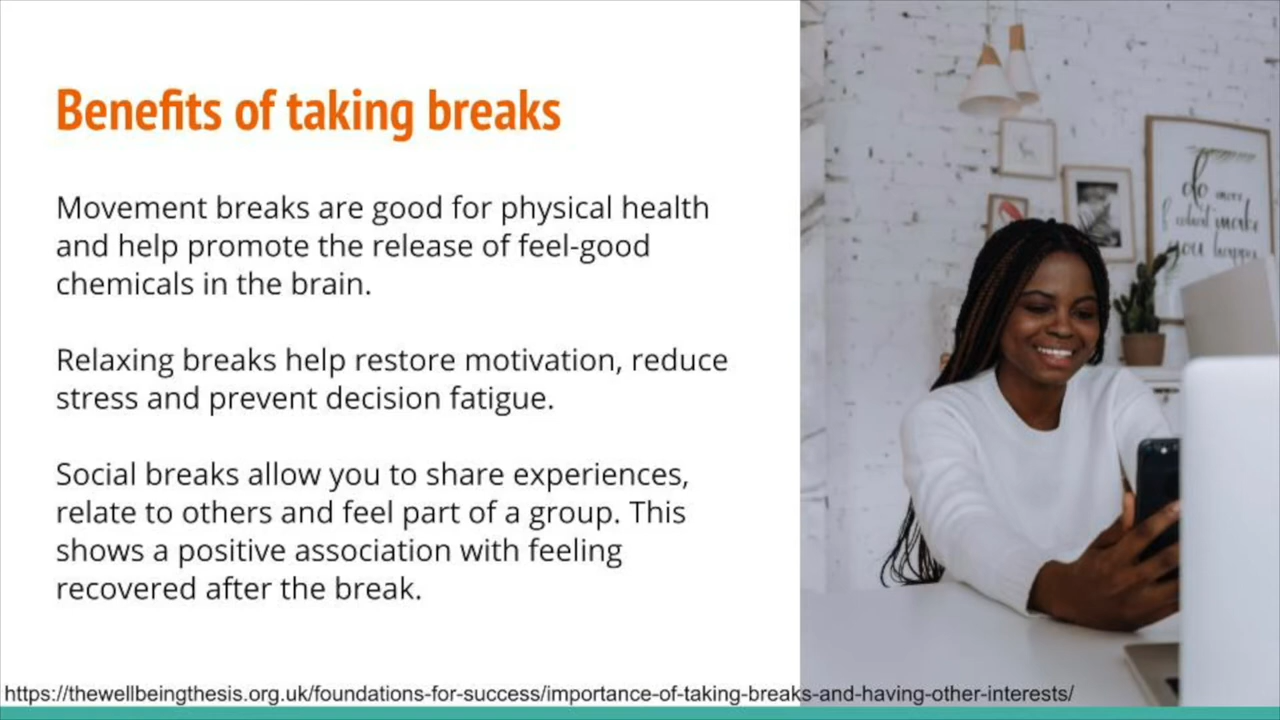 Benefits of taking breaks
Movement breaks are good for physical health
and help promote the release of feel-good
chemicals in the brain.
Relaxing breaks help restore motivation, reduce
stress and prevent decision fatigue.
Social breaks allow you to share experiences,
relate to others and feel part of a group. This
shows a positive association with feeling
recovered after the break.
do more
of what make
you happy
https://thewellbeingthesis.org.uk/foundations-for-success/importance-of-taking-breaks-and-having-other-interests/